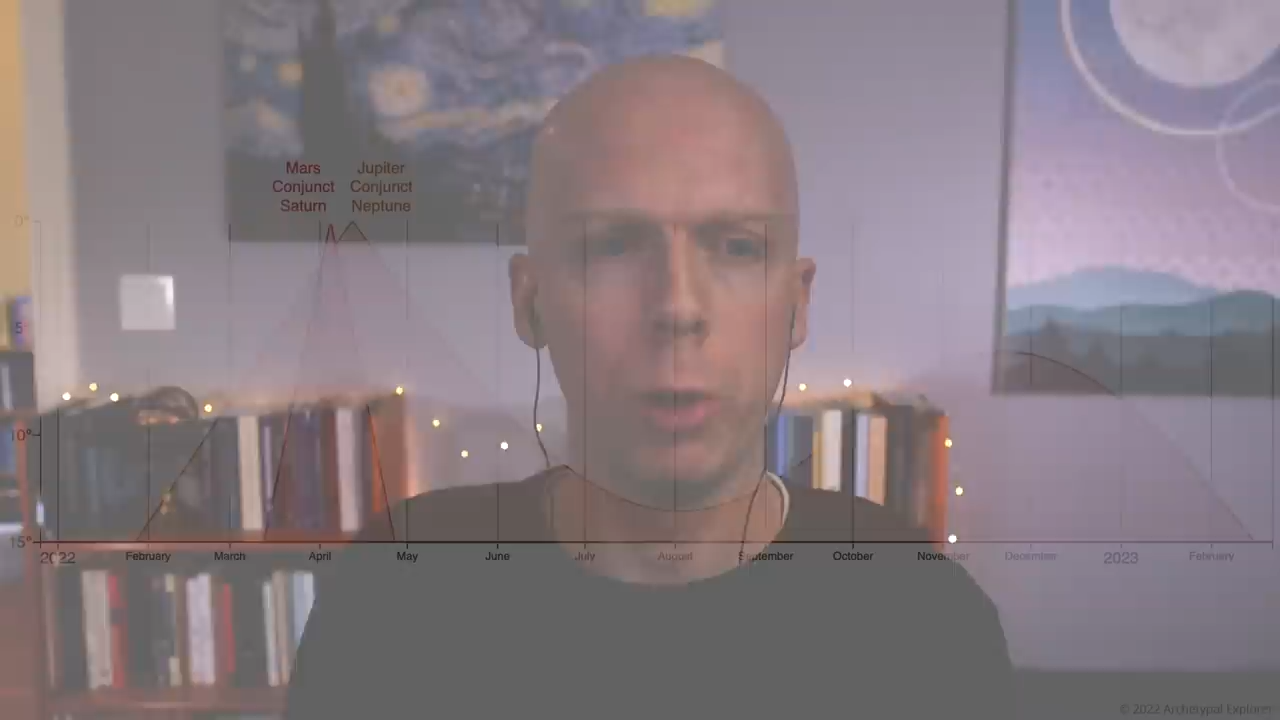 Mars
Conjunct
Saturn
Jupiter
Conjunct
Neptune
0°
5°
10°
15°
2022 February March April May June July August September October November December 2023 February
© 2022 Archetypal Explorer